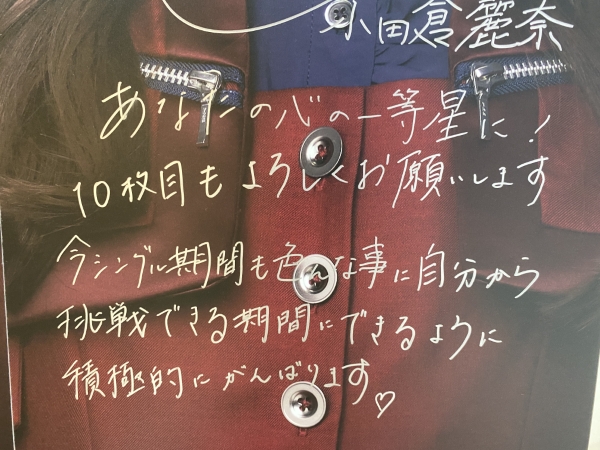 小田倉麗奈
あなたの心の一等星に!
10枚目もよろしくお願いします
今シングル期間も色んな事に自分から
挑戦できる期間にできるように
積極的にがんばります♡